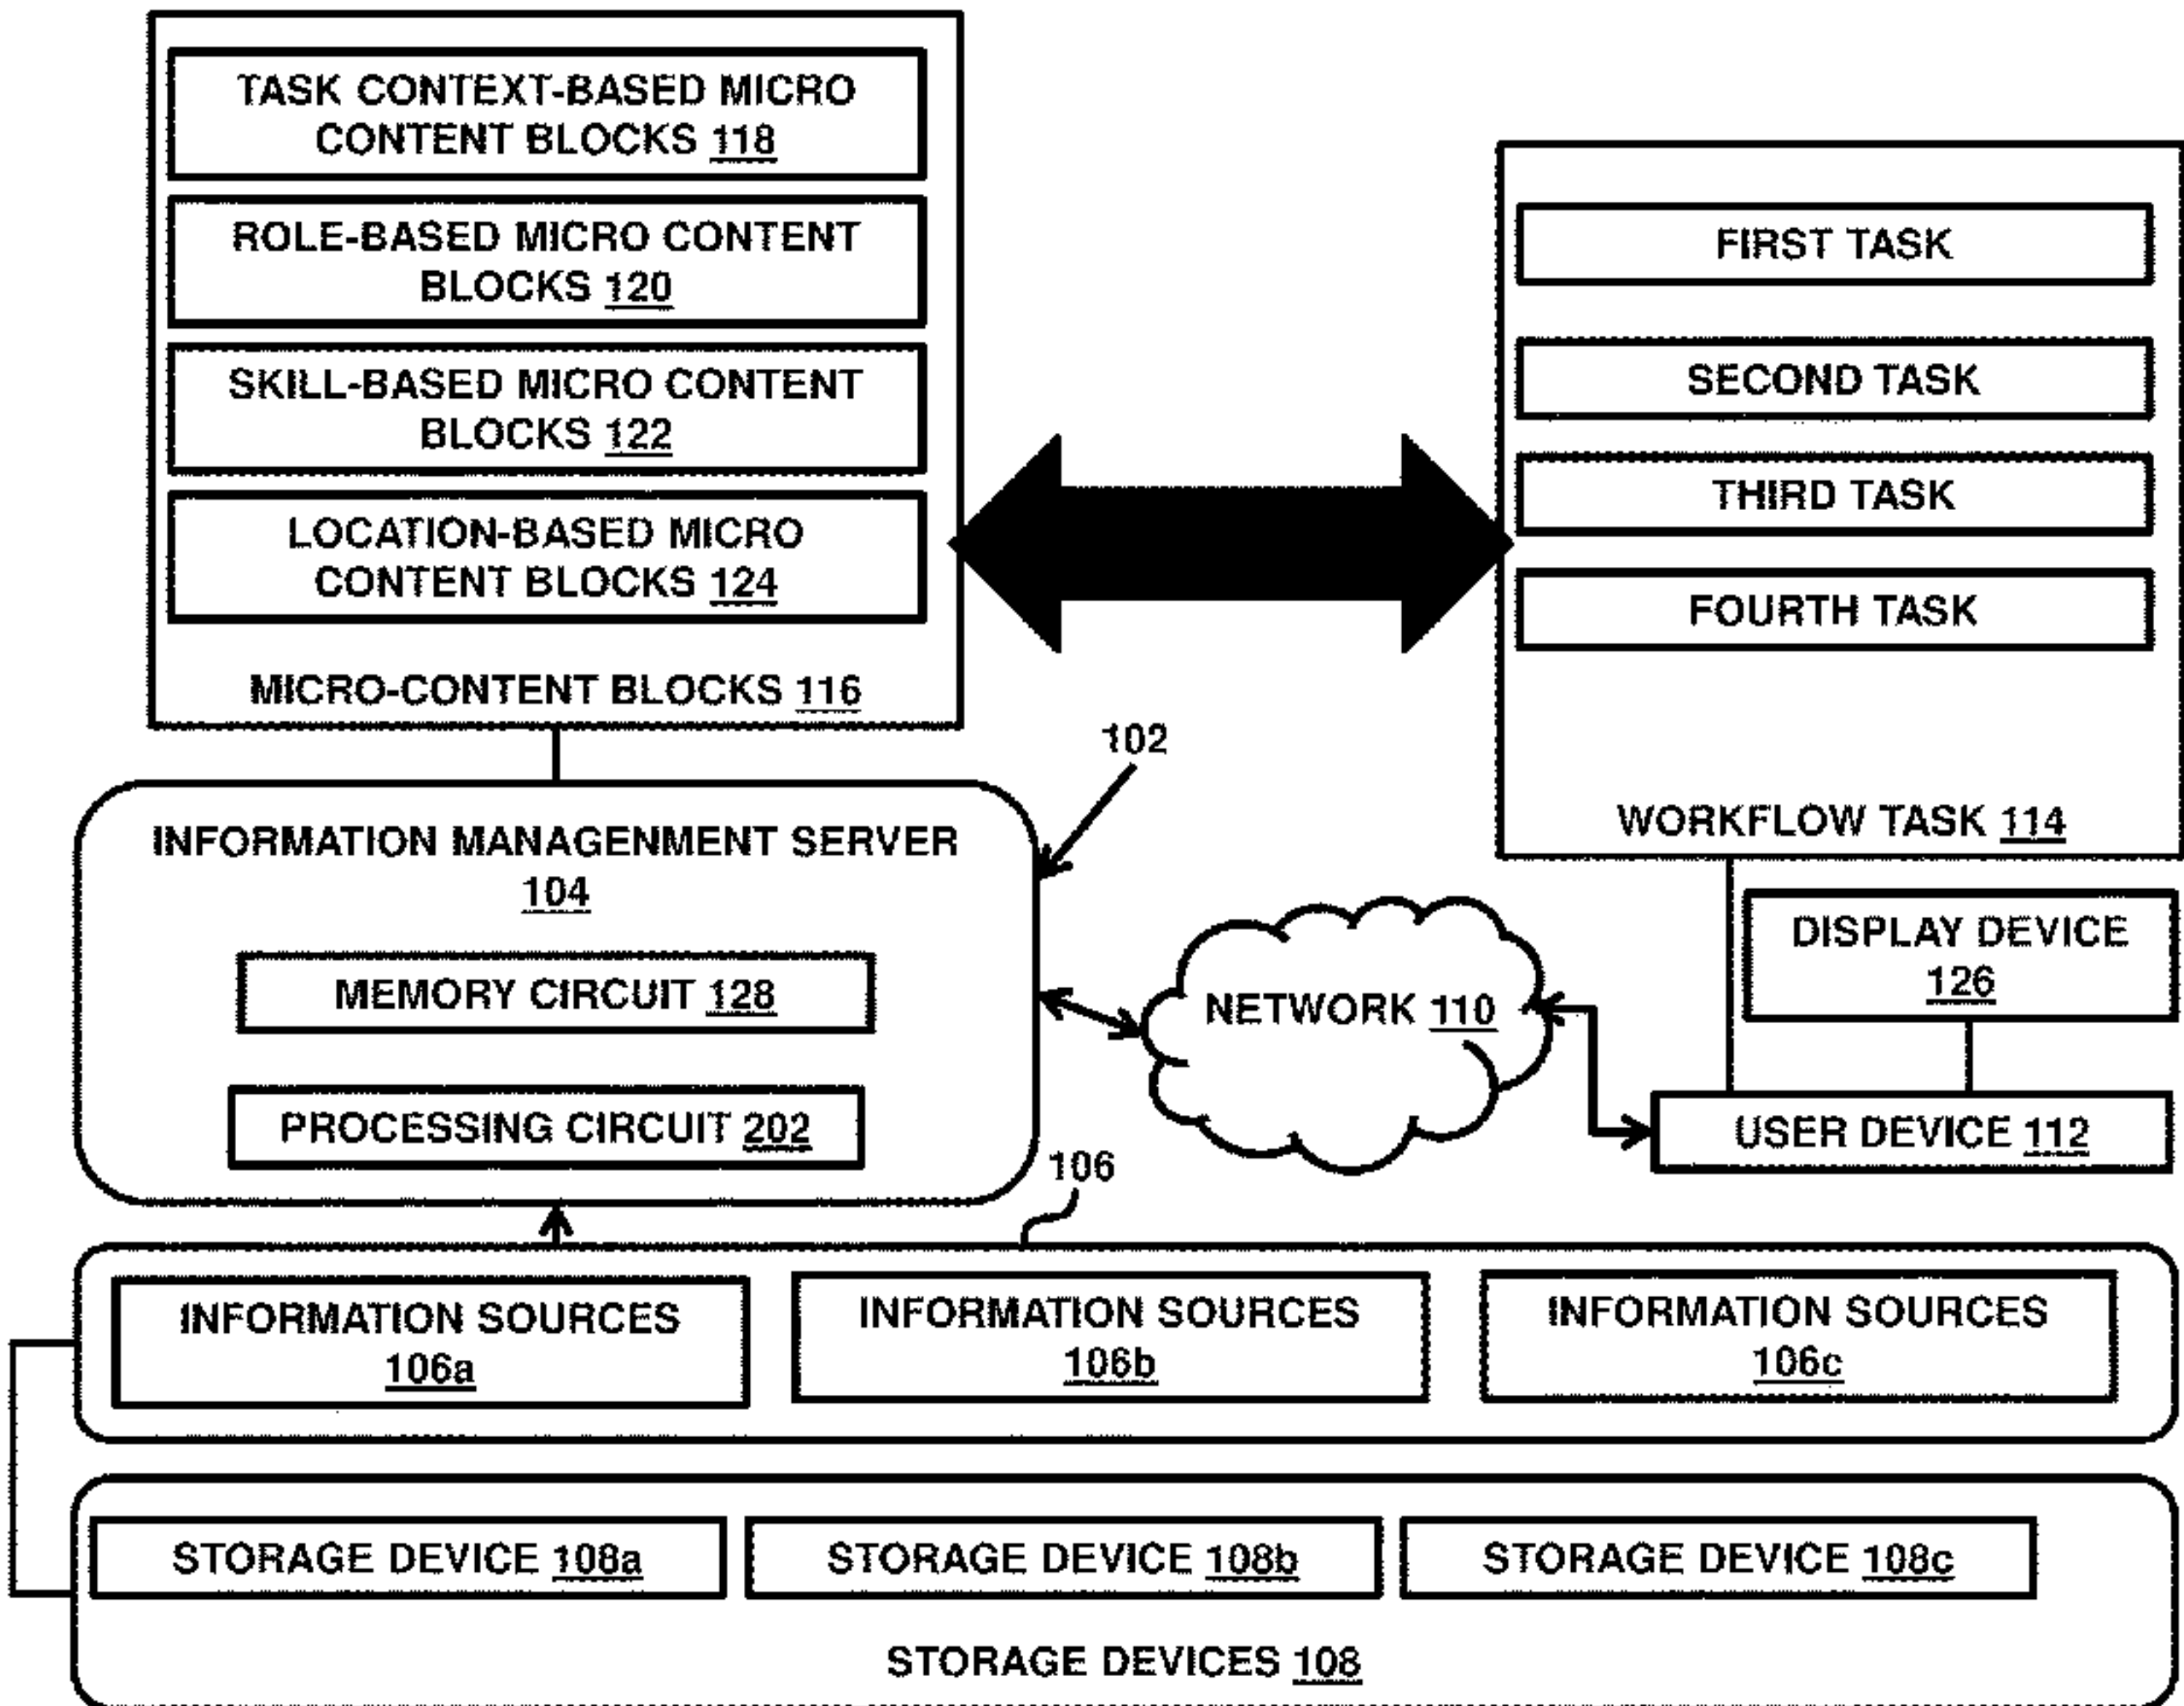 TASK CONTEXT-BASED MICRO
CONTENT BLOCKS 118
ROLE-BASED MICRO CONTENT
BLOCKS 120
SKILL-BASED MICRO CONTENT
BLOCKS 122
LOCATION-BASED MICRO
CONTENT BLOCKS 124
MICRO-CONTENT BLOCKS 116
FIRST TASK
SECOND TASK
THIRD TASK
FOURTH TASK
WORKFLOW TASK 114
102
INFORMATION MANAGENMENT SERVER
104
MEMORY CIRCUIT 128
PROCESSING CIRCUIT 202
NETWORK 110
DISPLAY DEVICE
126
USER DEVICE 112
106
INFORMATION SOURCES
106a
INFORMATION SOURCES
106b
INFORMATION SOURCES
106c
STORAGE DEVICE 108a
STORAGE DEVICE 108b
STORAGE DEVICE 108c
STORAGE DEVICES 108